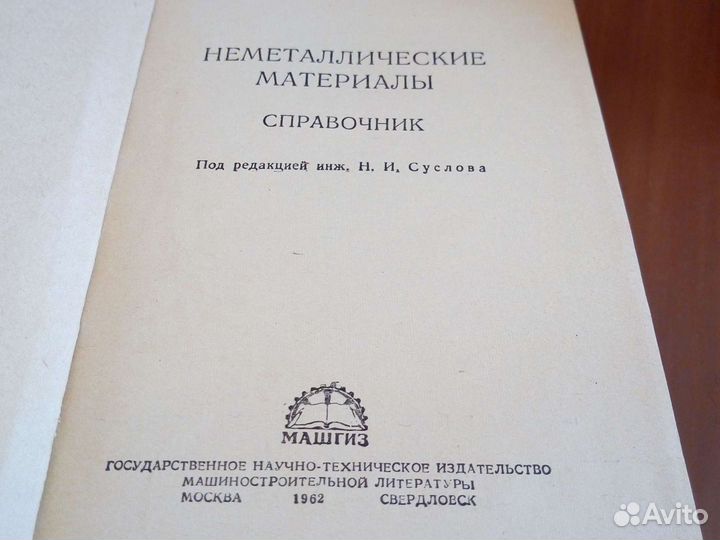 НЕМЕТАЛЛИЧЕСКИЕ
МАТЕРИАЛЫ
СПРАВОЧНИК
Под редакцией инж. Н. И. Суслова
МАШГИЗ
ГОСУДАРСТВЕННОЕ НАУЧНО-ТЕХНИЧЕСКОЕ ИЗДАТЕЛЬСТВО
МАШИНОСТРОИТЕЛЬНОЙ ЛИТЕРАТУРЫ
МОСКВА 1962 СВЕРДЛОВСК
Avito